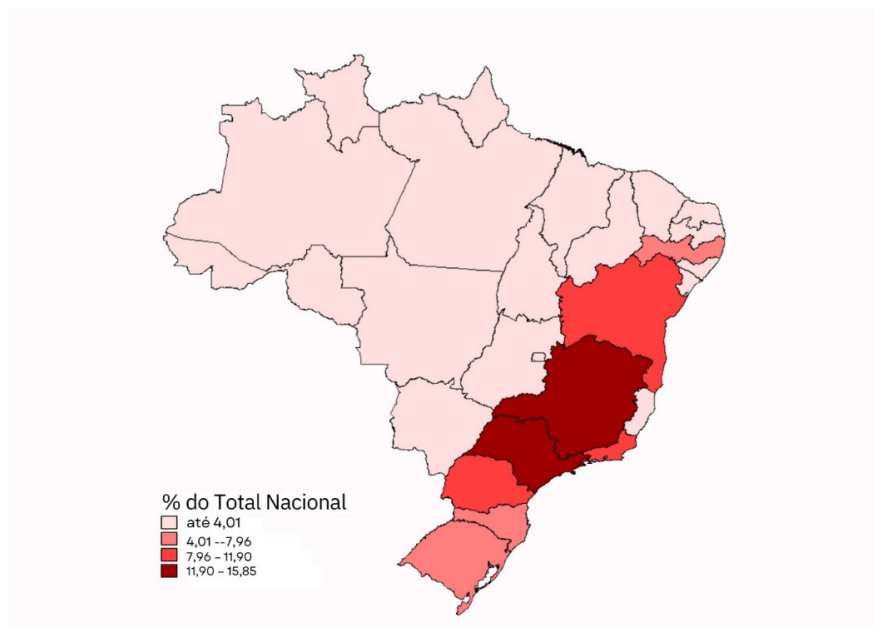 % do Total Nacional
até 4,01
4,01 --7,96
7,96 – 11,90
11,90 – 15,85